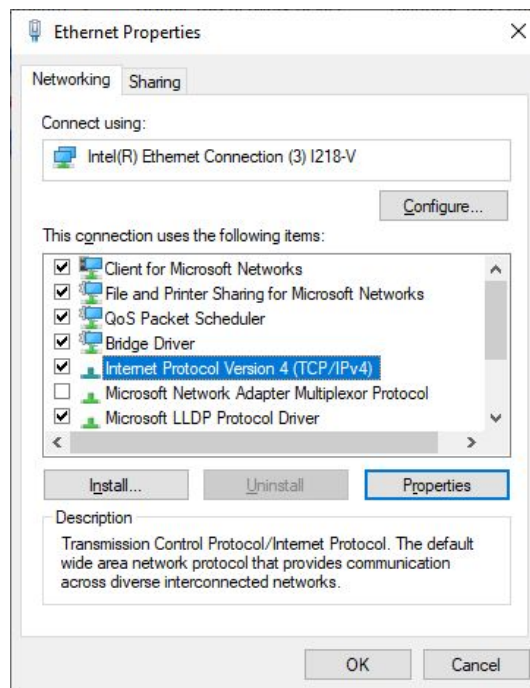 Ethernet Properties
Networking
Sharing
Connect using:
Intel(R) Ethernet Connection (3) I218-V
Configure...
This connection uses the following items:
Client for Microsoft Networks
File and Printer Sharing for Microsoft Networks
QoS Packet Scheduler
Bridge Driver
Internet Protocol Version 4 (TCP/IPv4)
Microsoft Network Adapter Multiplexor Protocol
Microsoft LLDP Protocol Driver
Install...
Uninstall
Properties
Description
Transmission Control Protocol/Internet Protocol. The default
wide area network protocol that provides communication
across diverse interconnected networks.
OK
Cancel